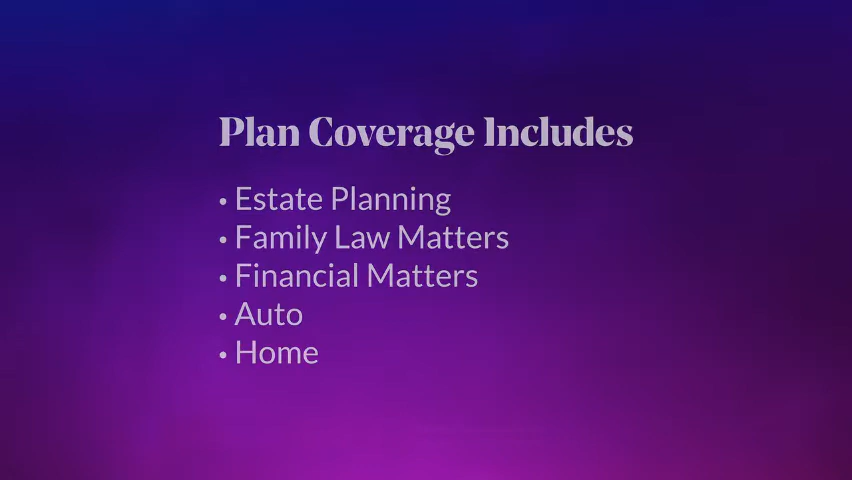 Plan Coverage Includes
• Estate Planning
• Family Law Matters
• Financial Matters
• Auto
• Home